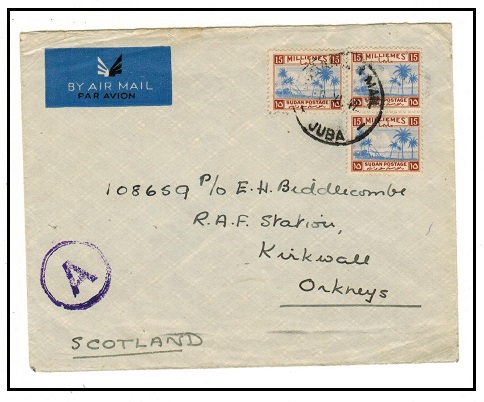 BY AIR MAIL
PAR AVION
15 MILLIEMES 15
SUDAN POSTAGE
15 MILLIEMES 15
SUDAN POSTAGE
15 MILLIEMES 15
SUDAN POSTAGE
JUBA
108659 P/O E.H. Biddlecombe
R.A.F. Station,
Kirkwall
Orkneys
A
SCOTLAND